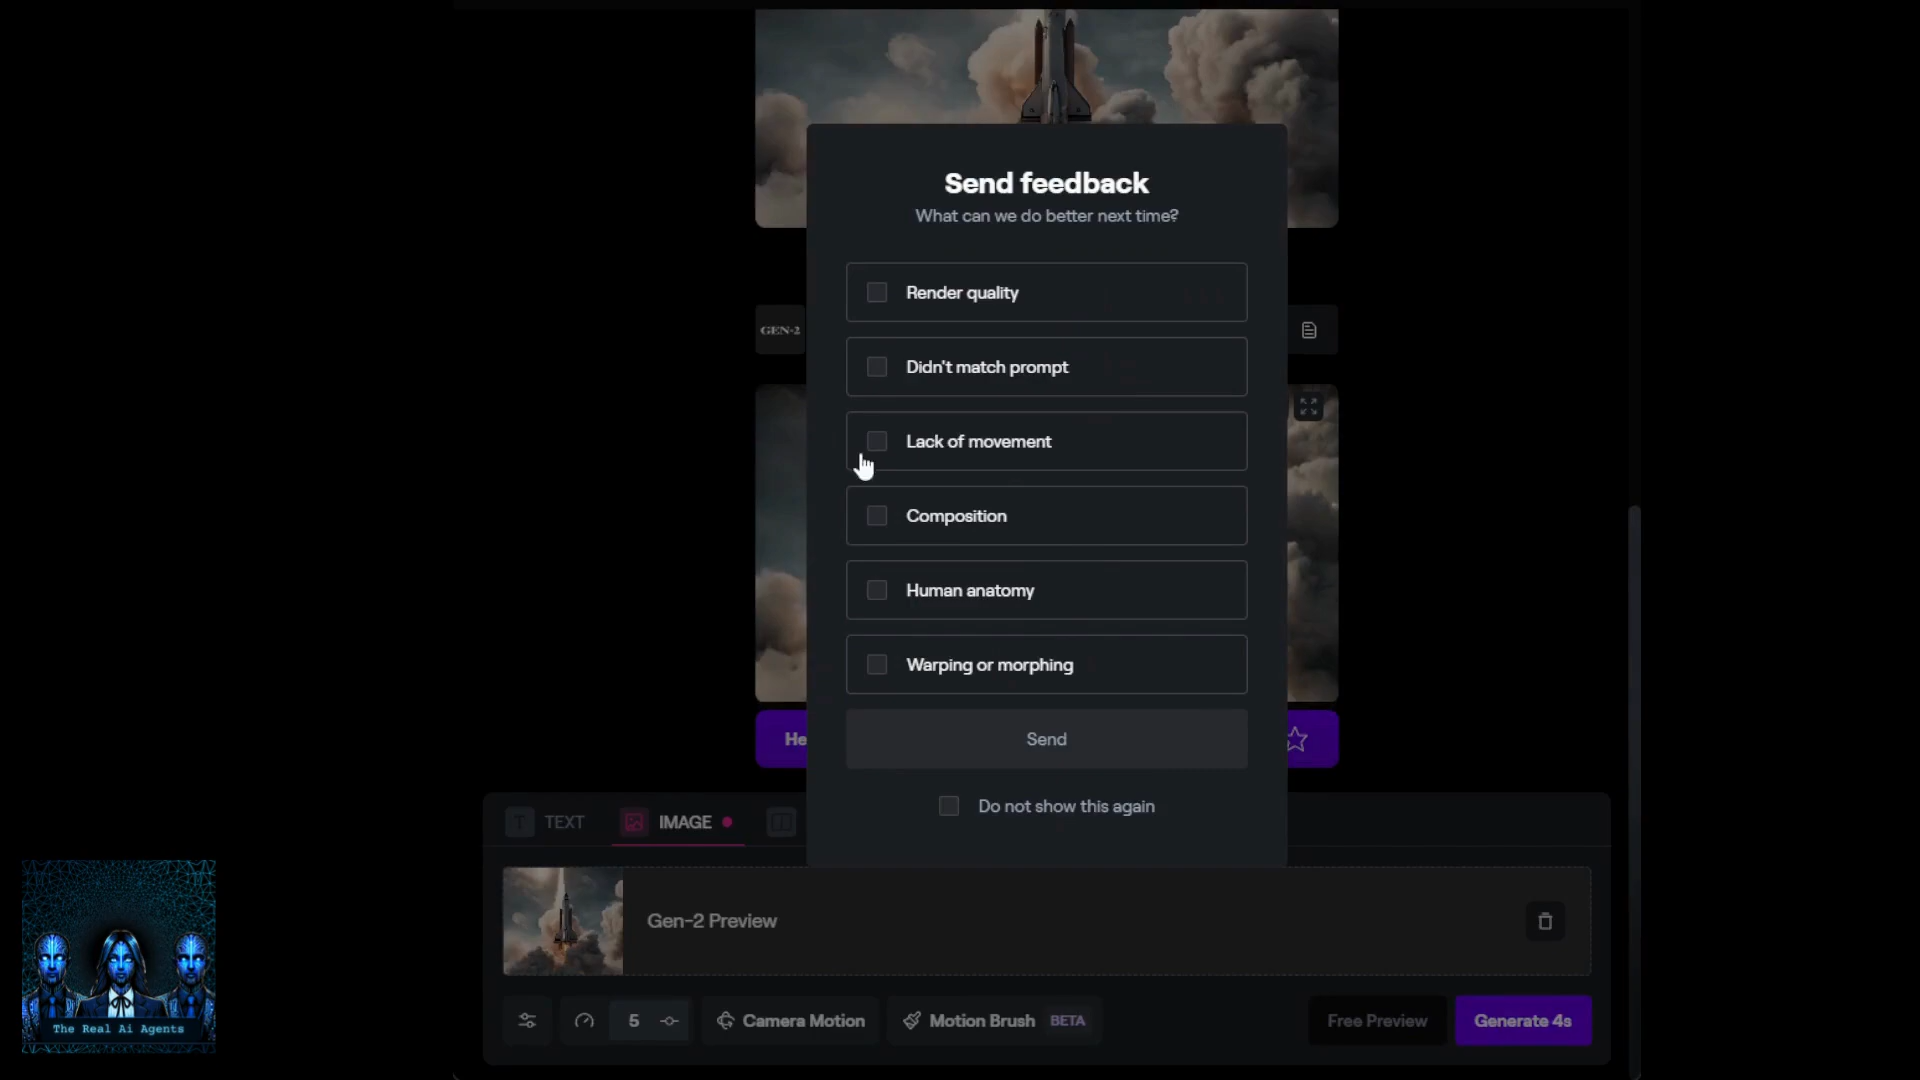 Send feedback
What can we do better next time?
Render quality
GEN-2
Didn't match prompt
Lack of movement
Composition
Human anatomy
Warping or morphing
He
Send
Do not show this again
TEXT
IMAGE
Gen-2 Preview
5
Camera Motion
Motion Brush BETA
Free Preview
Generate 4s
The Real Ai Agents